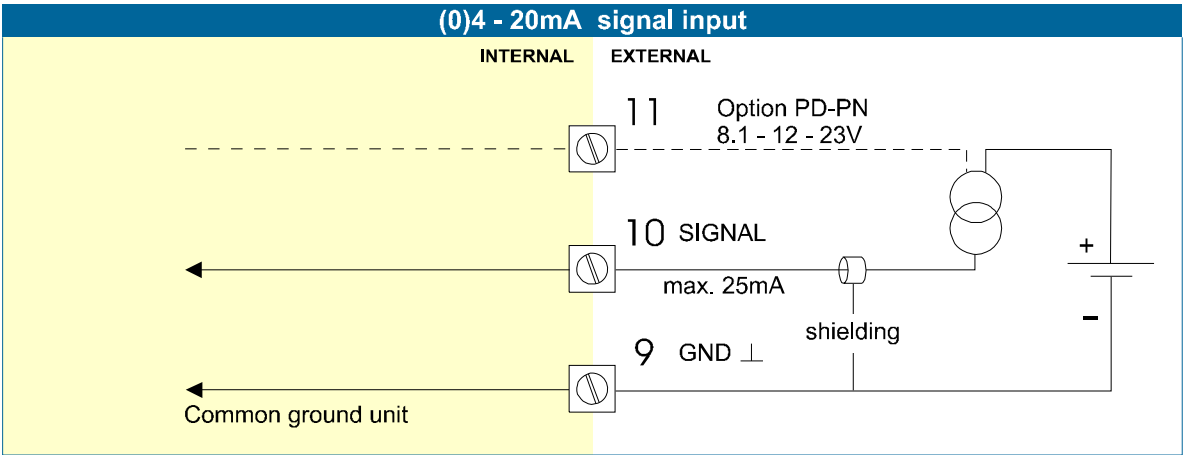 (0)4 - 20mA signal input
INTERNAL EXTERNAL
11 Option PD-PN
8.1 - 12 - 23V
10 SIGNAL
max. 25mA
+
-
shielding
9 GND ⊥
Common ground unit